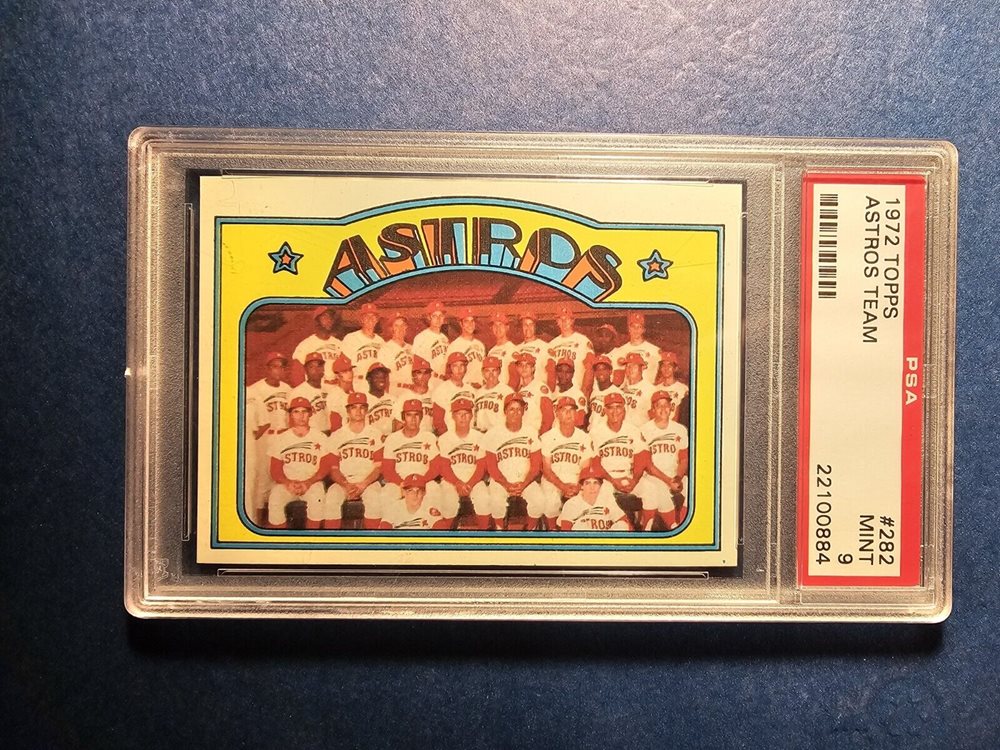 ASTROS
1972 TOPPS
ASTROS TEAM
#282
MINT
9
PSA
22100884